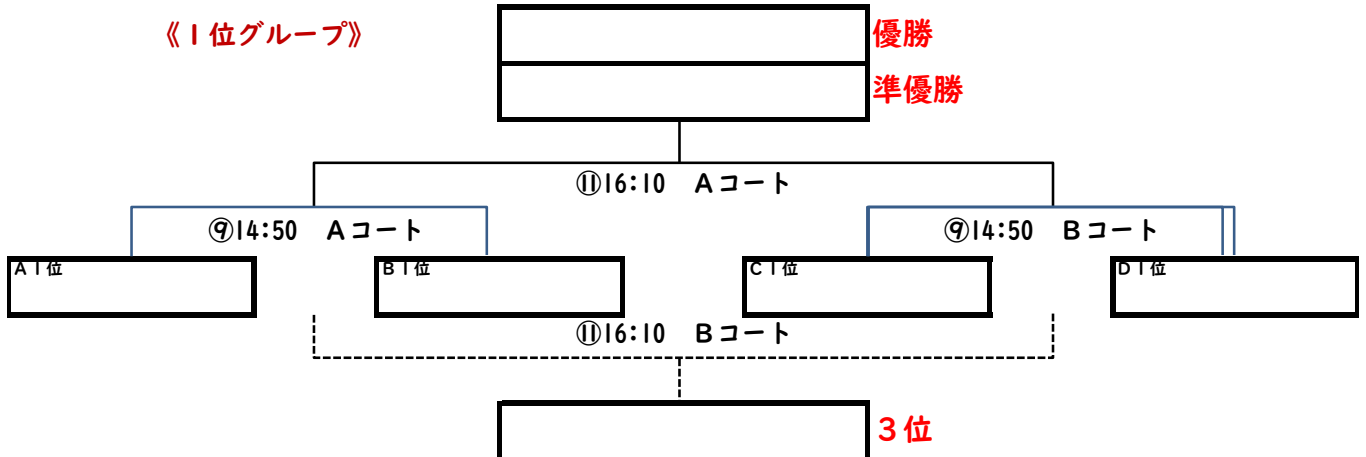 《1位グループ》
優勝
準優勝
⑪16:10　Aコート
⑨14:50　Aコート
⑨14:50　Bコート
A1位
B1位
C1位
D1位
⑪16:10　Bコート
3位